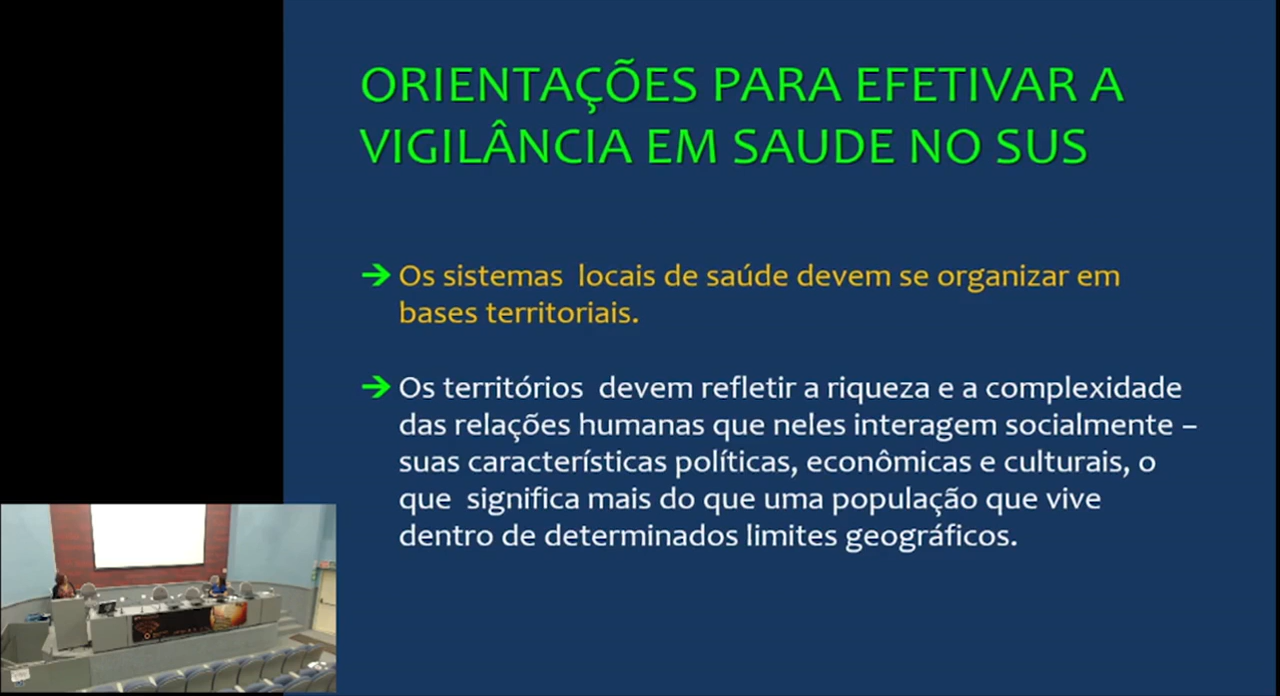 ORIENTAÇÕES PARA EFETIVAR A
VIGILÂNCIA EM SAUDE NO SUS
➔ Os sistemas locais de saúde devem se organizar em
bases territoriais.
➔ Os territórios devem refletir a riqueza e a complexidade
das relações humanas que neles interagem socialmente –
suas características políticas, econômicas e culturais, o
que significa mais do que uma população que vive
dentro de determinados limites geográficos.